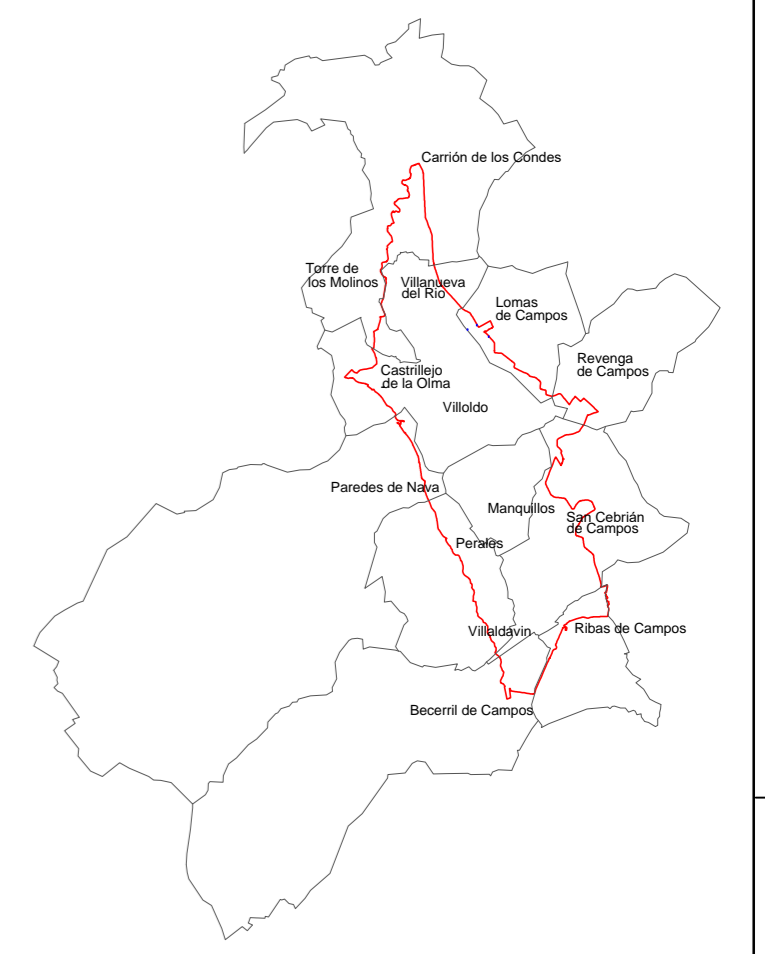 Carrión de los Condes
Torre de
los Molinos
Villanueva
del Río
Lomas
de Campos
Revenga
de Campos
Castrillejo
de la Olma
Villoldo
Paredes de Nava
Manquillos
San Cebrián
de Campos
Perales
Villaldavin
Ribas de Campos
Becerril de Campos